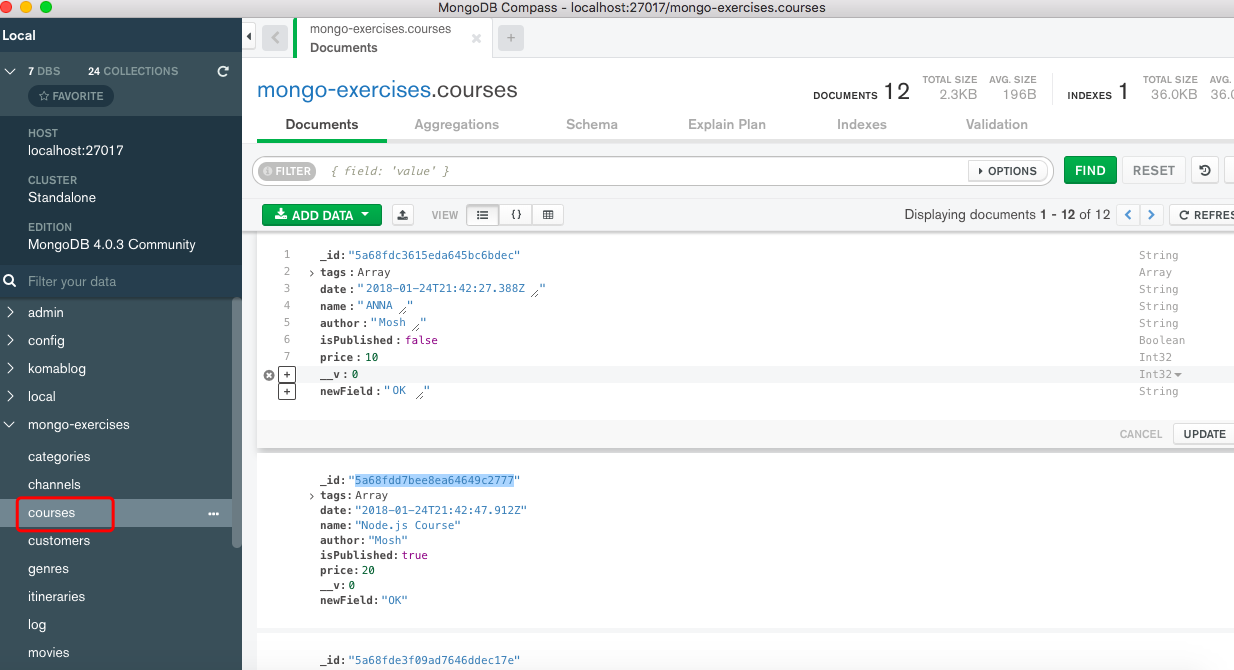 MongoDB Compass - localhost:27017/mongo-exercises.courses
Local
7 DBS 24 COLLECTIONS
FAVORITE
HOST
localhost:27017
CLUSTER
Standalone
EDITION
MongoDB 4.0.3 Community
Filter your data
admin
config
komablog
local
mongo-exercises
categories
channels
courses
customers
genres
itineraries
log
movies
mongo-exercises.courses
Documents
mongo-exercises.courses
DOCUMENTS 12
TOTAL SIZE 2.3KB
AVG. SIZE 196B
INDEXES 1
TOTAL SIZE 36.0KB
AVG. 36.0
Documents Aggregations Schema Explain Plan Indexes Validation
FILTER { field: 'value' } OPTIONS FIND RESET
ADD DATA VIEW {} Displaying documents 1 - 12 of 12 REFRES
1 _id:"5a68fdc3615eda645bc6bdec" String
2 tags: Array Array
3 date: "2018-01-24T21:42:27.388Z" String
4 name: "ANNA" String
5 author: "Mosh" String
6 isPublished: false Boolean
7 price: 10 Int32
__v: 0 Int32
newField: "OK" String
CANCEL UPDATE
_id:"5a68fdd7bee8ea64649c2777"
tags: Array
date:"2018-01-24T21:42:47.912Z"
name:"Node.js Course"
author:"Mosh"
isPublished:true
price:20
__v:0
newField:"OK"
_id:"5a68fde3f09ad7646ddec17e"